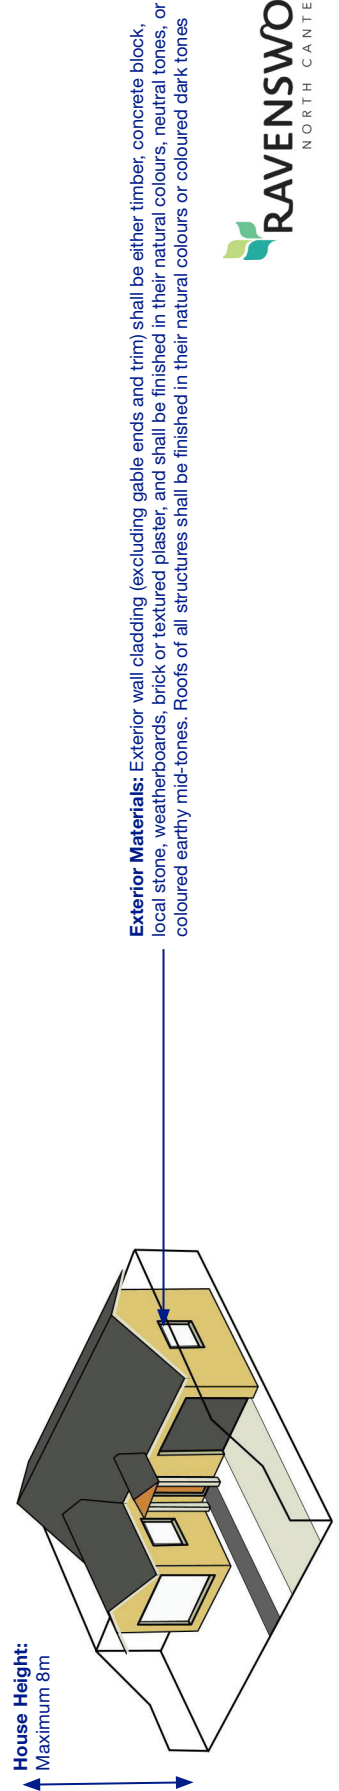 House Height:
Maximum 8m
Exterior Materials: Exterior wall cladding (excluding gable ends and trim) shall be either timber, concrete block,
local stone, weatherboards, brick or textured plaster, and shall be finished in their natural colours, neutral tones, or
coloured earthy mid-tones. Roofs of all structures shall be finished in their natural colours or coloured dark tones
RAVENSWO
NORTH CANTE